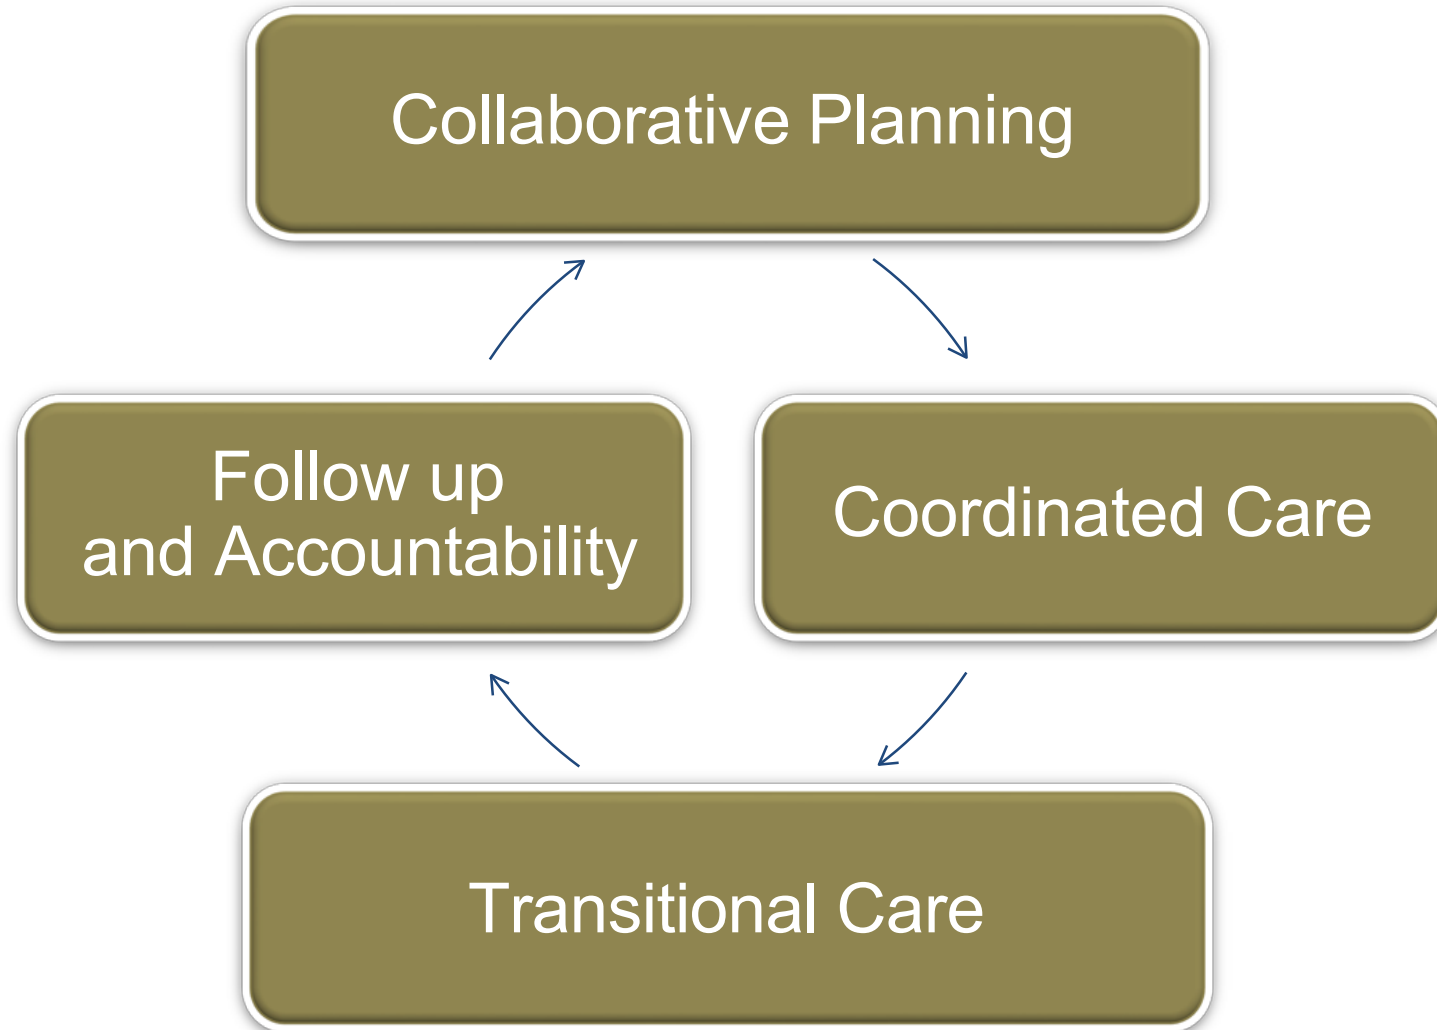 Collaborative Planning
Follow up
and Accountability
Coordinated Care
Transitional Care